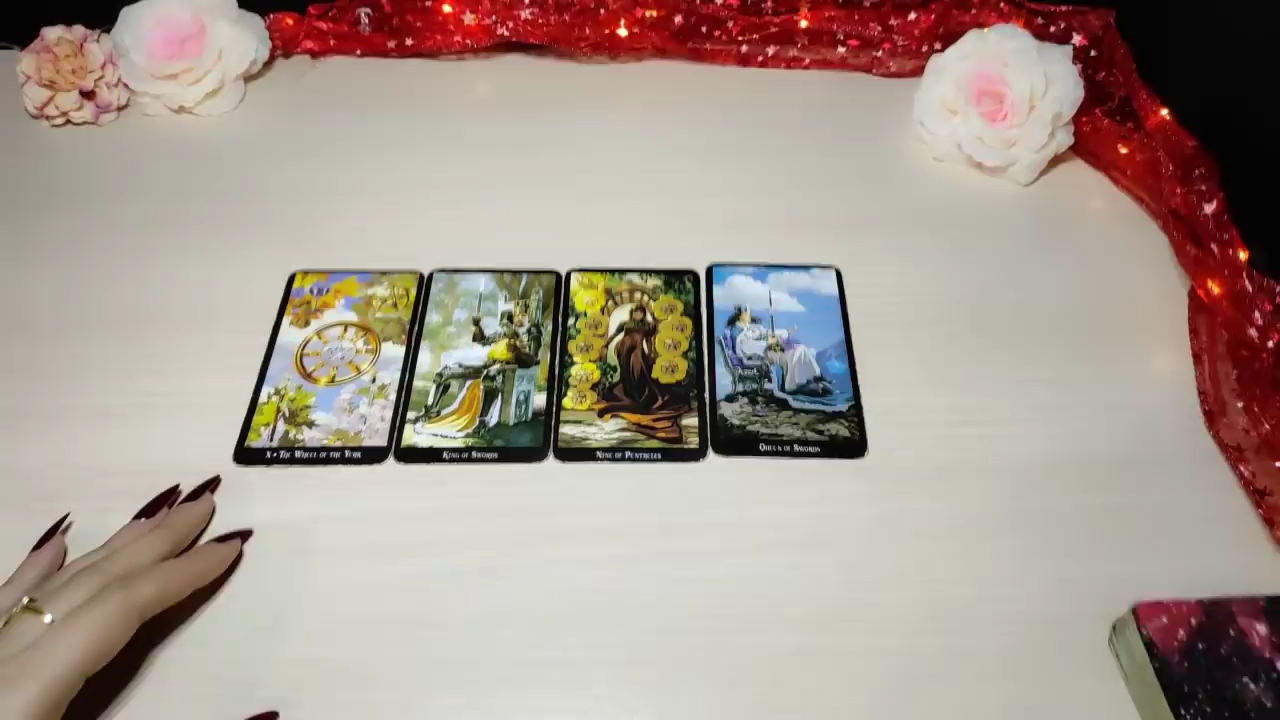 X • The Wheel of the Year
King of Swords
Nine of Pentacles
Queen of Swords